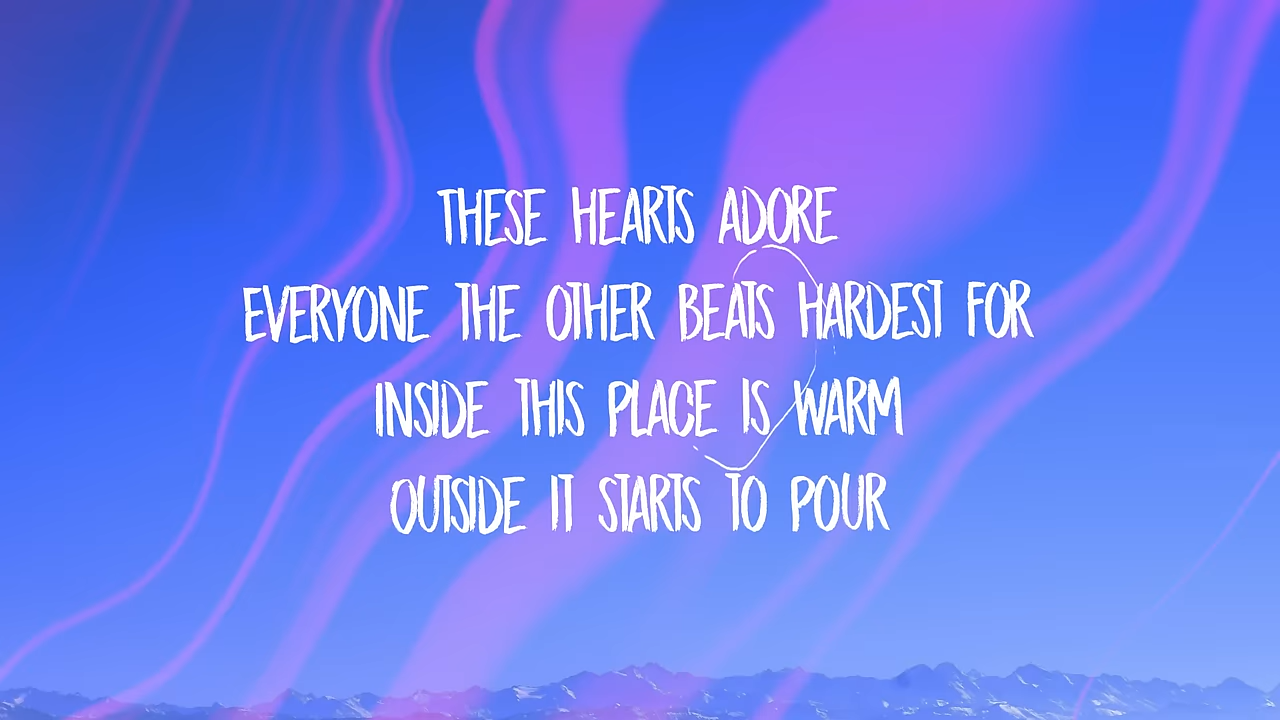 THESE HEARTS ADORE
EVERYONE THE OTHER BEATS HARDEST FOR
INSIDE THIS PLACE IS WARM
OUTSIDE IT STARTS TO POUR